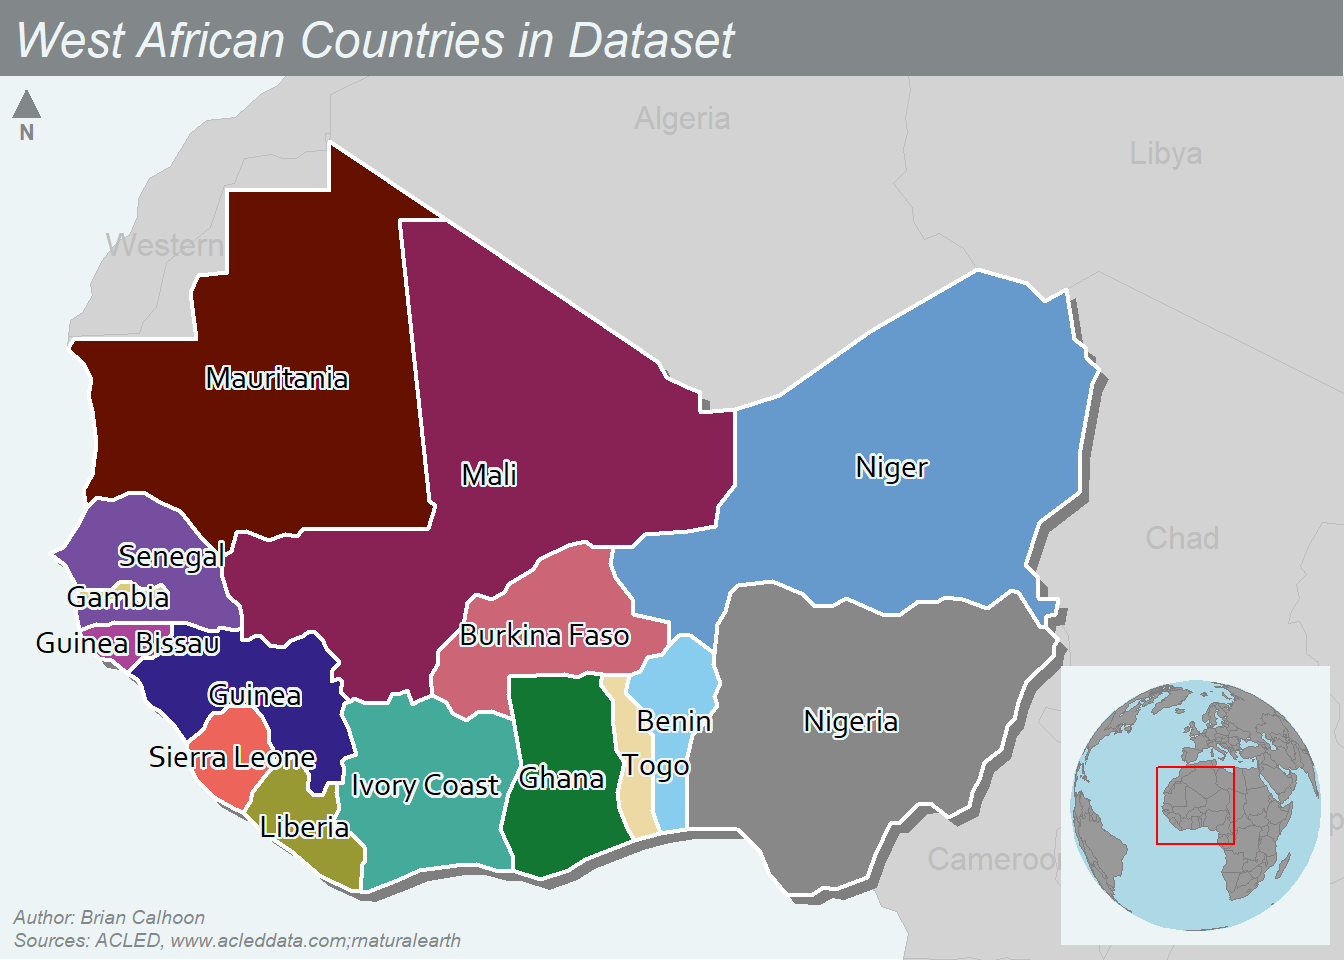 West African Countries in Dataset
N
Algeria
Libya
Western
Mauritania
Mali
Niger
Chad
Senegal
Gambia
Guinea Bissau
Burkina Faso
Guinea
Benin
Nigeria
Sierra Leone
Togo
Ivory Coast
Ghana
Liberia
Cameroo
Author: Brian Calhoon
Sources: ACLED, www.acleddata.com;rnaturalearth